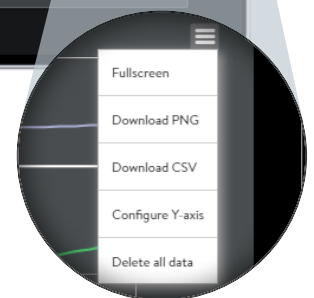 Fullscreen
Download PNG
Download CSV
Configure Y-axis
Delete all data